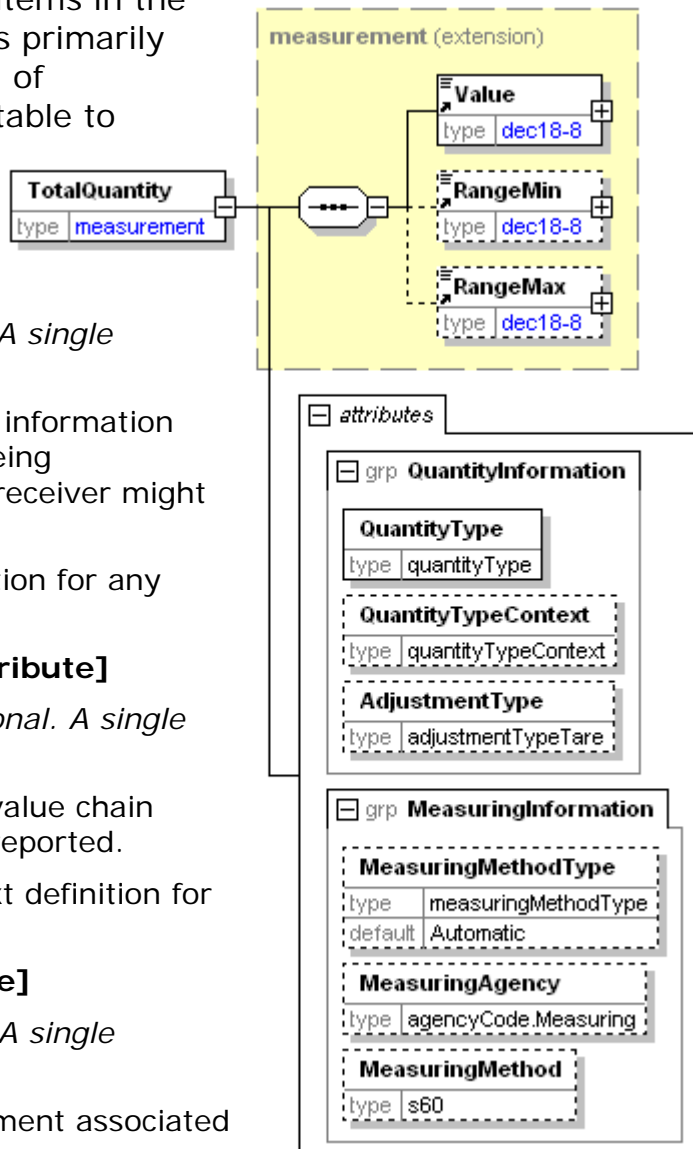 items in the
s primarily
of
table to
A single
information
eing
receiver might
tion for any
ribute]
onal. A single
value chain
reported.
xt definition for
e]
A single
ment associated
measurement (extension)
TotalQuantity
type measurement
Value
type dec18-8
RangeMin
type dec18-8
RangeMax
type dec18-8
attributes
grp QuantityInformation
QuantityType
type quantityType
QuantityTypeContext
type quantityTypeContext
AdjustmentType
type adjustmentTypeTare
grp MeasuringInformation
MeasuringMethodType
type measuringMethodType
default Automatic
MeasuringAgency
type agencyCode.Measuring
MeasuringMethod
type s60